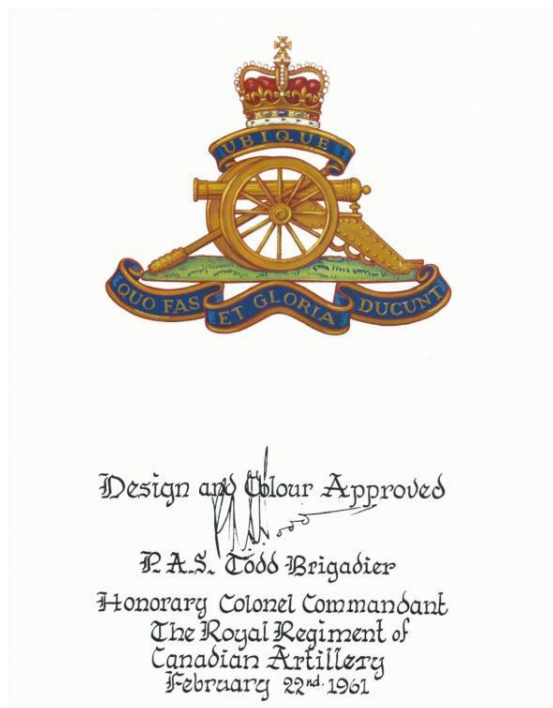 UBIQUE
QUO FAS ET GLORIA DUCUNT
Design and Colour Approved
P.A.S. Todd Brigadier
Honorary Colonel Commandant
The Royal Regiment of
Canadian Artillery
February 22nd. 1961